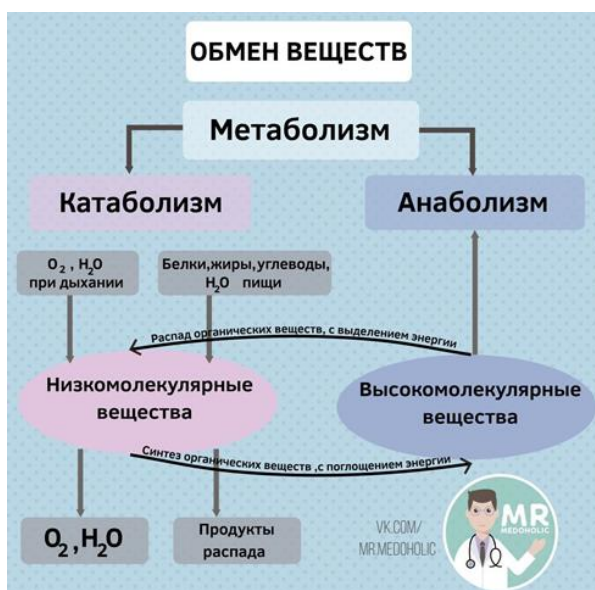 ОБМЕН ВЕЩЕСТВ
Метаболизм
Катаболизм
Анаболизм
O₂, H₂O
при дыхании
Белки,жиры,углеводы,
H₂O пищи
Распад органических веществ, с выделением энергии
Низкомолекулярные
вещества
Высокомолекулярные
вещества
Синтез органических веществ ,с поглощением энергии
O₂,H₂O
Продукты
распада
VK.COM/
MR.MEDOHOLIC
MR
MEDOHOLIC